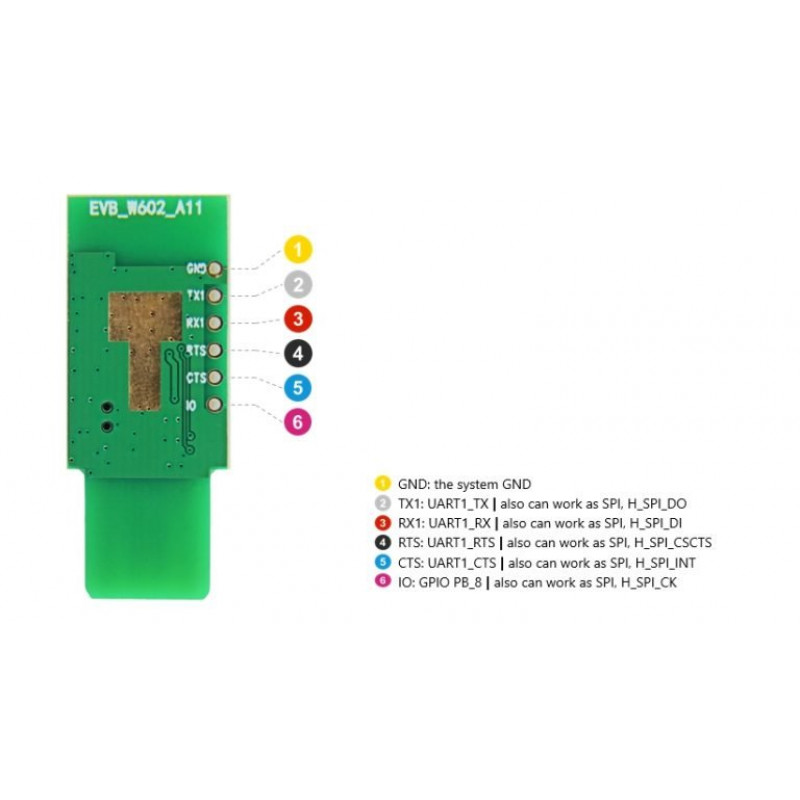 EVB_W602_A11
GND 1
TX1 2
RX1 3
RTS 4
CTS 5
IO 6
1 GND: the system GND
2 TX1: UART1_TX | also can work as SPI, H_SPI_DO
3 RX1: UART1_RX | also can work as SPI, H_SPI_DI
4 RTS: UART1_RTS | also can work as SPI, H_SPI_CSCTS
5 CTS: UART1_CTS | also can work as SPI, H_SPI_INT
6 IO: GPIO PB_8 | also can work as SPI, H_SPI_CK